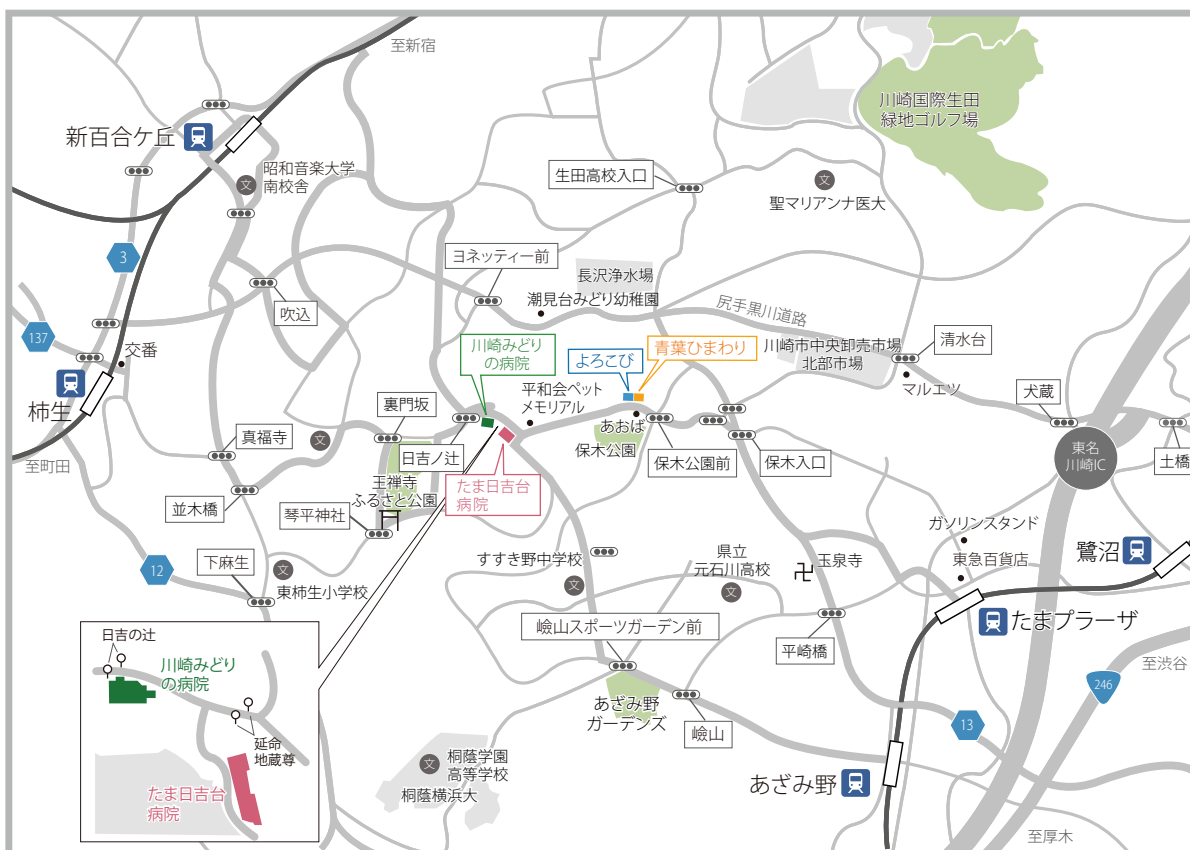 至新宿
川崎国際生田
緑地ゴルフ場
新百合ケ丘
昭和音楽大学
南校舎
文
生田高校入口
文
聖マリアンナ医大
3
ヨネッティー前
長沢浄水場
潮見台みどり幼稚園
尻手黒川道路
吹込
137
交番
川崎みどり
の病院
よろこび
青葉ひまわり
川崎市中央卸売市場
北部市場
清水台
マルエツ
柿生
裏門坂
平和会ペット
メモリアル
あおば
犬蔵
真福寺
文
日吉ノ辻
保木公園
保木公園前
保木入口
東名
川崎IC
土橋
至町田
王禅寺
ふるさと公園
たま日吉台
病院
並木橋
琴平神社
ガソリンスタンド
12
下麻生
文
東柿生小学校
すすき野中学校
文
県立
元石川高校
文
玉泉寺
東急百貨店
鷺沼
たまプラーザ
嶮山スポーツガーデン前
平崎橋
至渋谷
246
日吉の辻
川崎みどり
の病院
延命
地蔵尊
たま日吉台
病院
あざみ野
ガーデンズ
嶮山
13
文
桐蔭学園
高等学校
桐蔭横浜大
あざみ野
至厚木